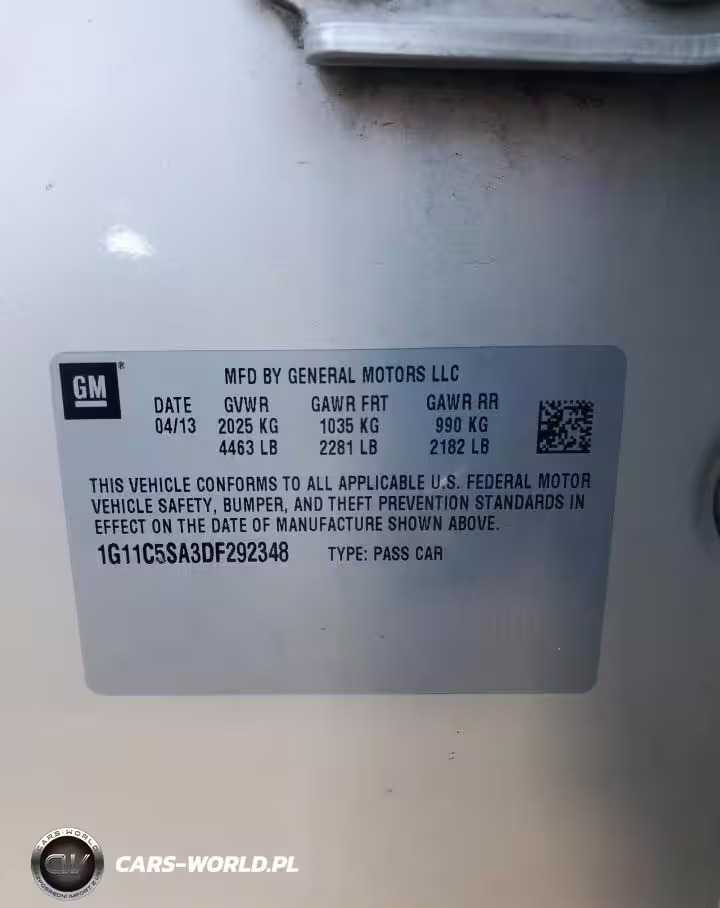 GM
MFD BY GENERAL MOTORS LLC
DATE GVWR GAWR FRT GAWR RR
04/13 2025 KG 1035 KG 990 KG
4463 LB 2281 LB 2182 LB
THIS VEHICLE CONFORMS TO ALL APPLICABLE U.S. FEDERAL MOTOR
VEHICLE SAFETY, BUMPER, AND THEFT PREVENTION STANDARDS IN
EFFECT ON THE DATE OF MANUFACTURE SHOWN ABOVE.
1G11C5SA3DF292348 TYPE: PASS CAR
CARS-WORLD
CW
CARS-WORLD.PL